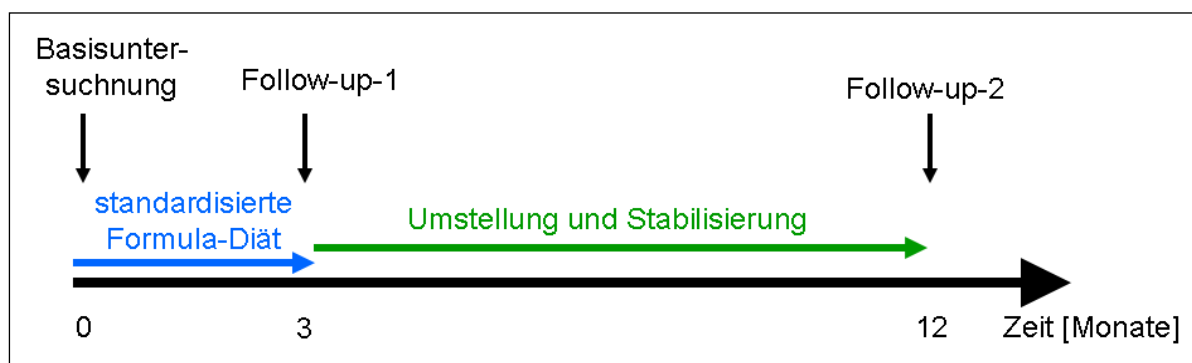 Basisunter-
suchnung
Follow-up-1
Follow-up-2
standardisierte
Formula-Diät
Umstellung und Stabilisierung
0
3
12
Zeit [Monate]